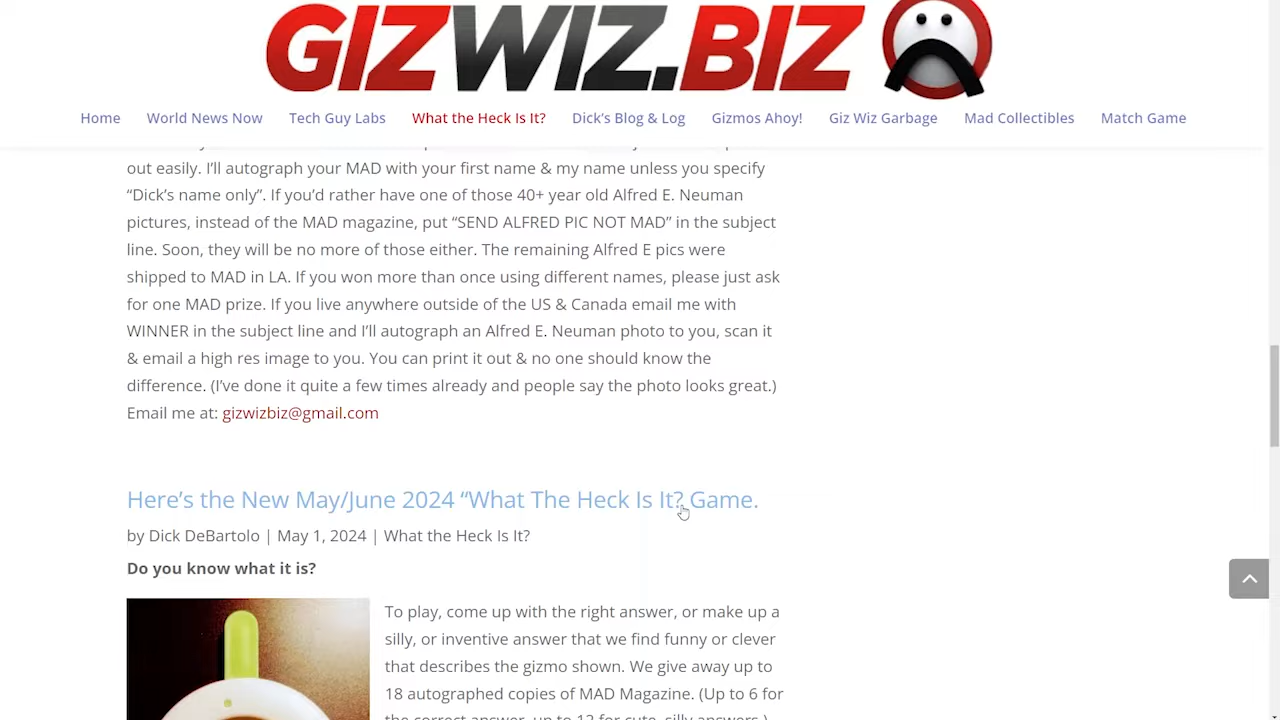 GIZWIZ.BIZ
Home World News Now Tech Guy Labs What the Heck Is It? Dick's Blog & Log Gizmos Ahoy! Giz Wiz Garbage Mad Collectibles Match Game
out easily. I’ll autograph your MAD with your first name & my name unless you specify
“Dick’s name only”. If you’d rather have one of those 40+ year old Alfred E. Neuman
pictures, instead of the MAD magazine, put “SEND ALFRED PIC NOT MAD” in the subject
line. Soon, they will be no more of those either. The remaining Alfred E pics were
shipped to MAD in LA. If you won more than once using different names, please just ask
for one MAD prize. If you live anywhere outside of the US & Canada email me with
WINNER in the subject line and I’ll autograph an Alfred E. Neuman photo to you, scan it
& email a high res image to you. You can print it out & no one should know the
difference. (I’ve done it quite a few times already and people say the photo looks great.)
Email me at: gizwizbiz@gmail.com
Here’s the New May/June 2024 “What The Heck Is It? Game.
by Dick DeBartolo | May 1, 2024 | What the Heck Is It?
Do you know what it is?
To play, come up with the right answer, or make up a
silly, or inventive answer that we find funny or clever
that describes the gizmo shown. We give away up to
18 autographed copies of MAD Magazine. (Up to 6 for
the correct answer, up to 12 for cute, silly answers.)